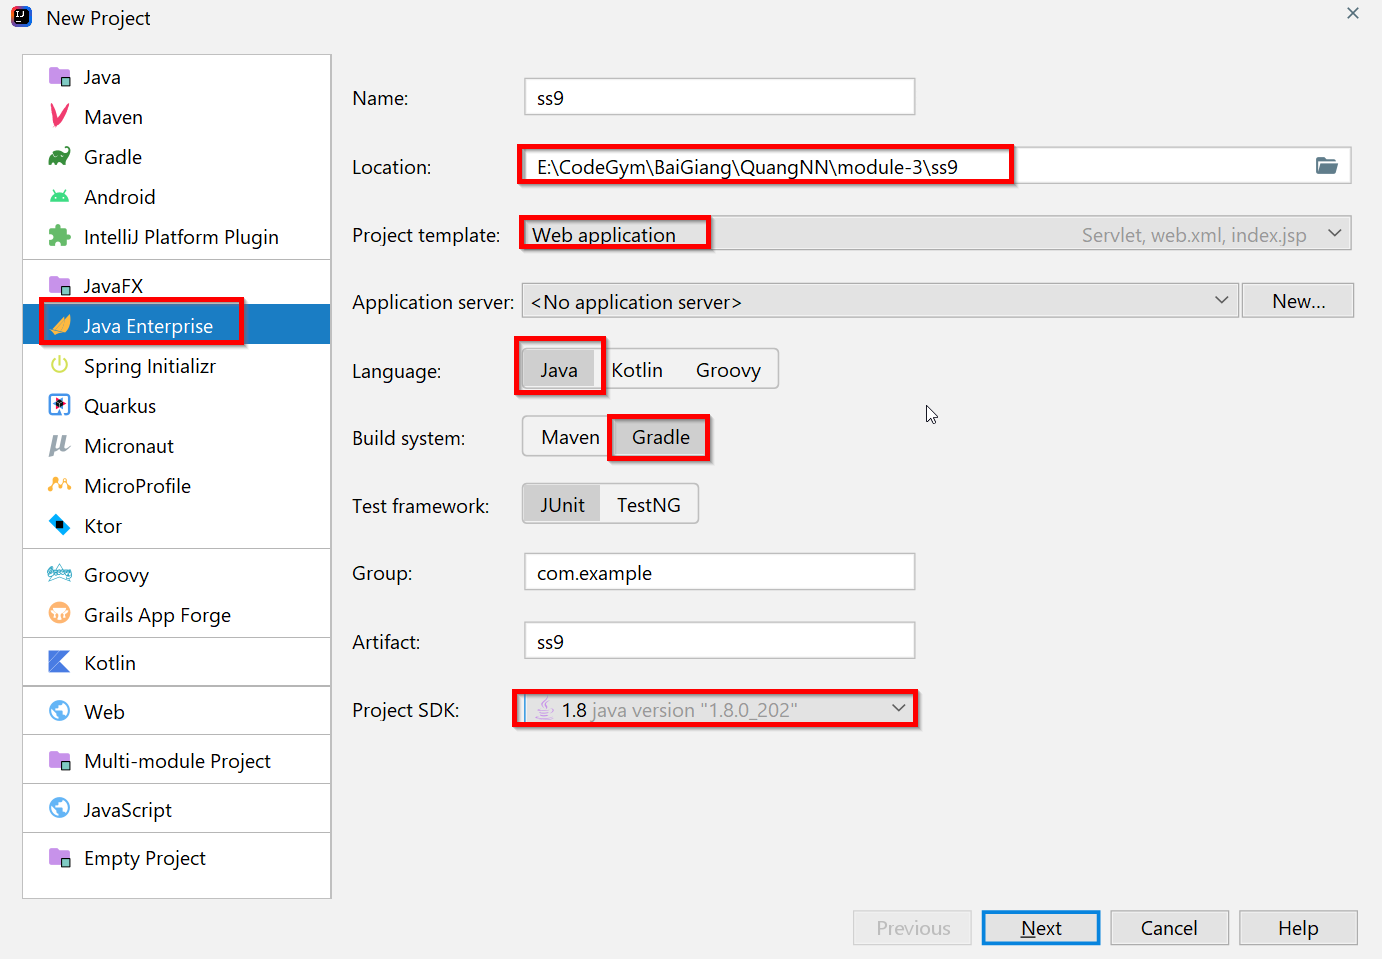 New Project
Java
Maven
Gradle
Android
IntelliJ Platform Plugin
JavaFX
Java Enterprise
Spring Initializr
Quarkus
Micronaut
MicroProfile
Ktor
Groovy
Grails App Forge
Kotlin
Web
Multi-module Project
JavaScript
Empty Project
Name: ss9
Location: E:\CodeGym\BaiGiang\QuangNN\module-3\ss9
Project template: Web application Servlet, web.xml, index.jsp
Application server: <No application server> New...
Language: Java Kotlin Groovy
Build system: Maven Gradle
Test framework: JUnit TestNG
Group: com.example
Artifact: ss9
Project SDK: 1.8 java version "1.8.0_202"
Previous Next Cancel Help